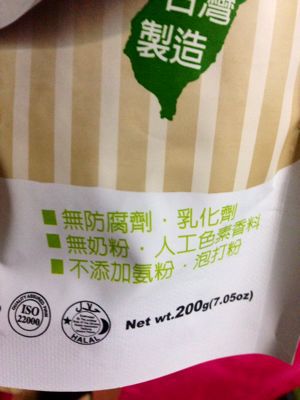 台灣
製造
■無防腐劑．乳化劑
■無奶粉．人工色素香料
■不添加氨粉．泡打粉
ISO
22000
HALAL
Net wt.200g(7.05oz)